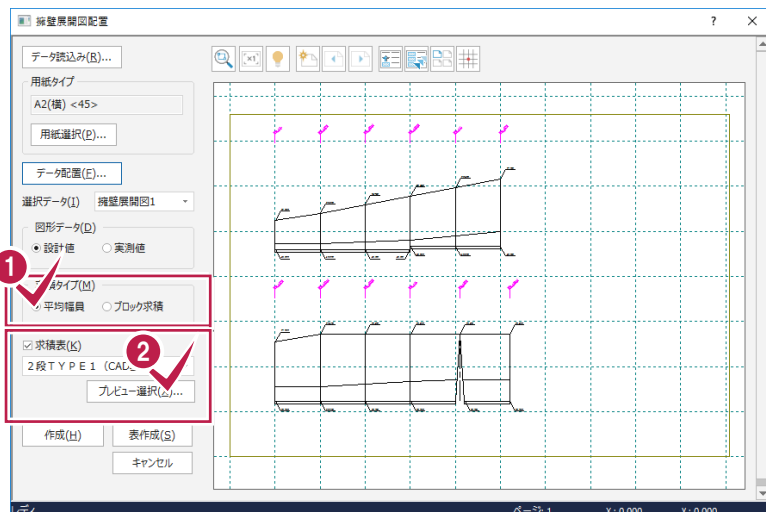 擁壁展開図配置
? ×
データ読込み(R)...
用紙タイプ
A2(横) <45>
用紙選択(P)...
データ配置(F)...
選択データ(I) 擁壁展開図1
図形データ(D)
設計値 実測値
1
タイプ(M)
平均幅員 ブロック求積
求積表(K)
2
2段TYPE1 (CAD
プレビュー選択
作成(H) 表作成(S)
キャンセル
レディ ページ: 1 X : 0.000 Y : 0.000